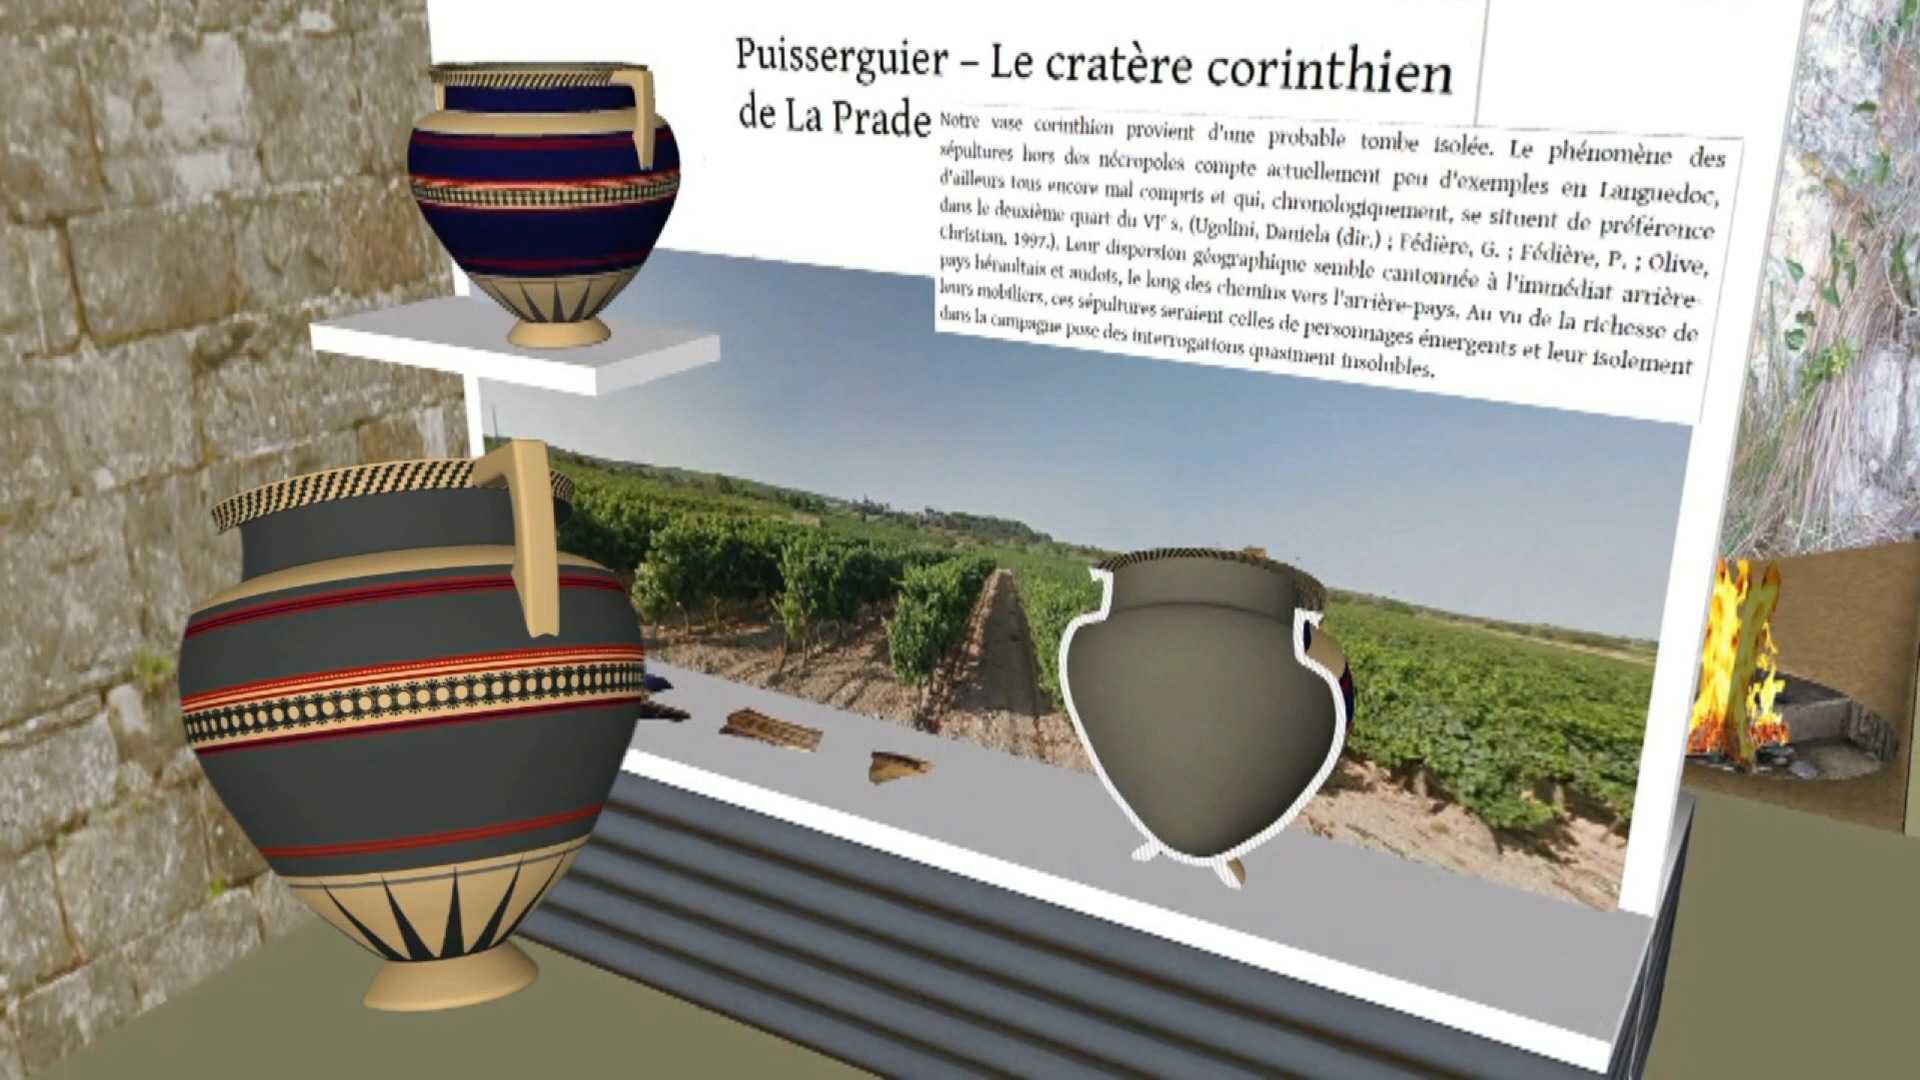 Puisserguier – Le cratère corinthien
de La Prade
Notre vase corinthien provient d'une probable tombe isolée. Le phénomène des
sépultures hors des nécropoles compte actuellement peu d'exemples en Languedoc,
d'ailleurs tous encore mal compris et qui, chronologiquement, se situent de préférence
dans le deuxième quart du VIᵉ s. (Ugolini, Daniela (dir.) ; Fédière, G. ; Fédière, P. ; Olive,
Christian, 1997.). Leur dispersion géographique semble cantonnée à l'immédiat arrière-
pays héraultais et audois, le long des chemins vers l'arrière-pays. Au vu de la richesse de
leurs mobiliers, ces sépultures seraient celles de personnages émergents et leur isolement
dans la campagne pose des interrogations quasiment insolubles.